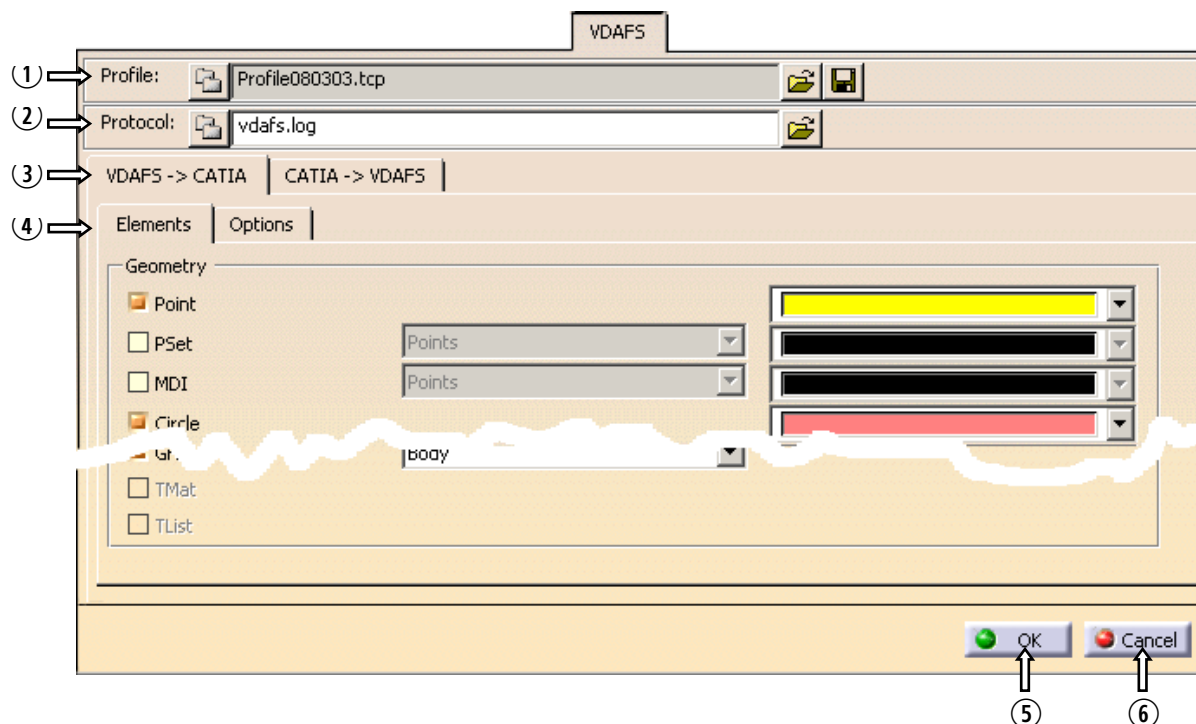 VDAFS
(1) Profile: Profile080303.tcp
(2) Protocol: vdafs.log
(3) VDAFS -> CATIA CATIA -> VDAFS
(4) Elements Options
Geometry
Point
PSet Points
MDI Points
Circle
Body
TMat
TList
OK Cancel
(5) (6)